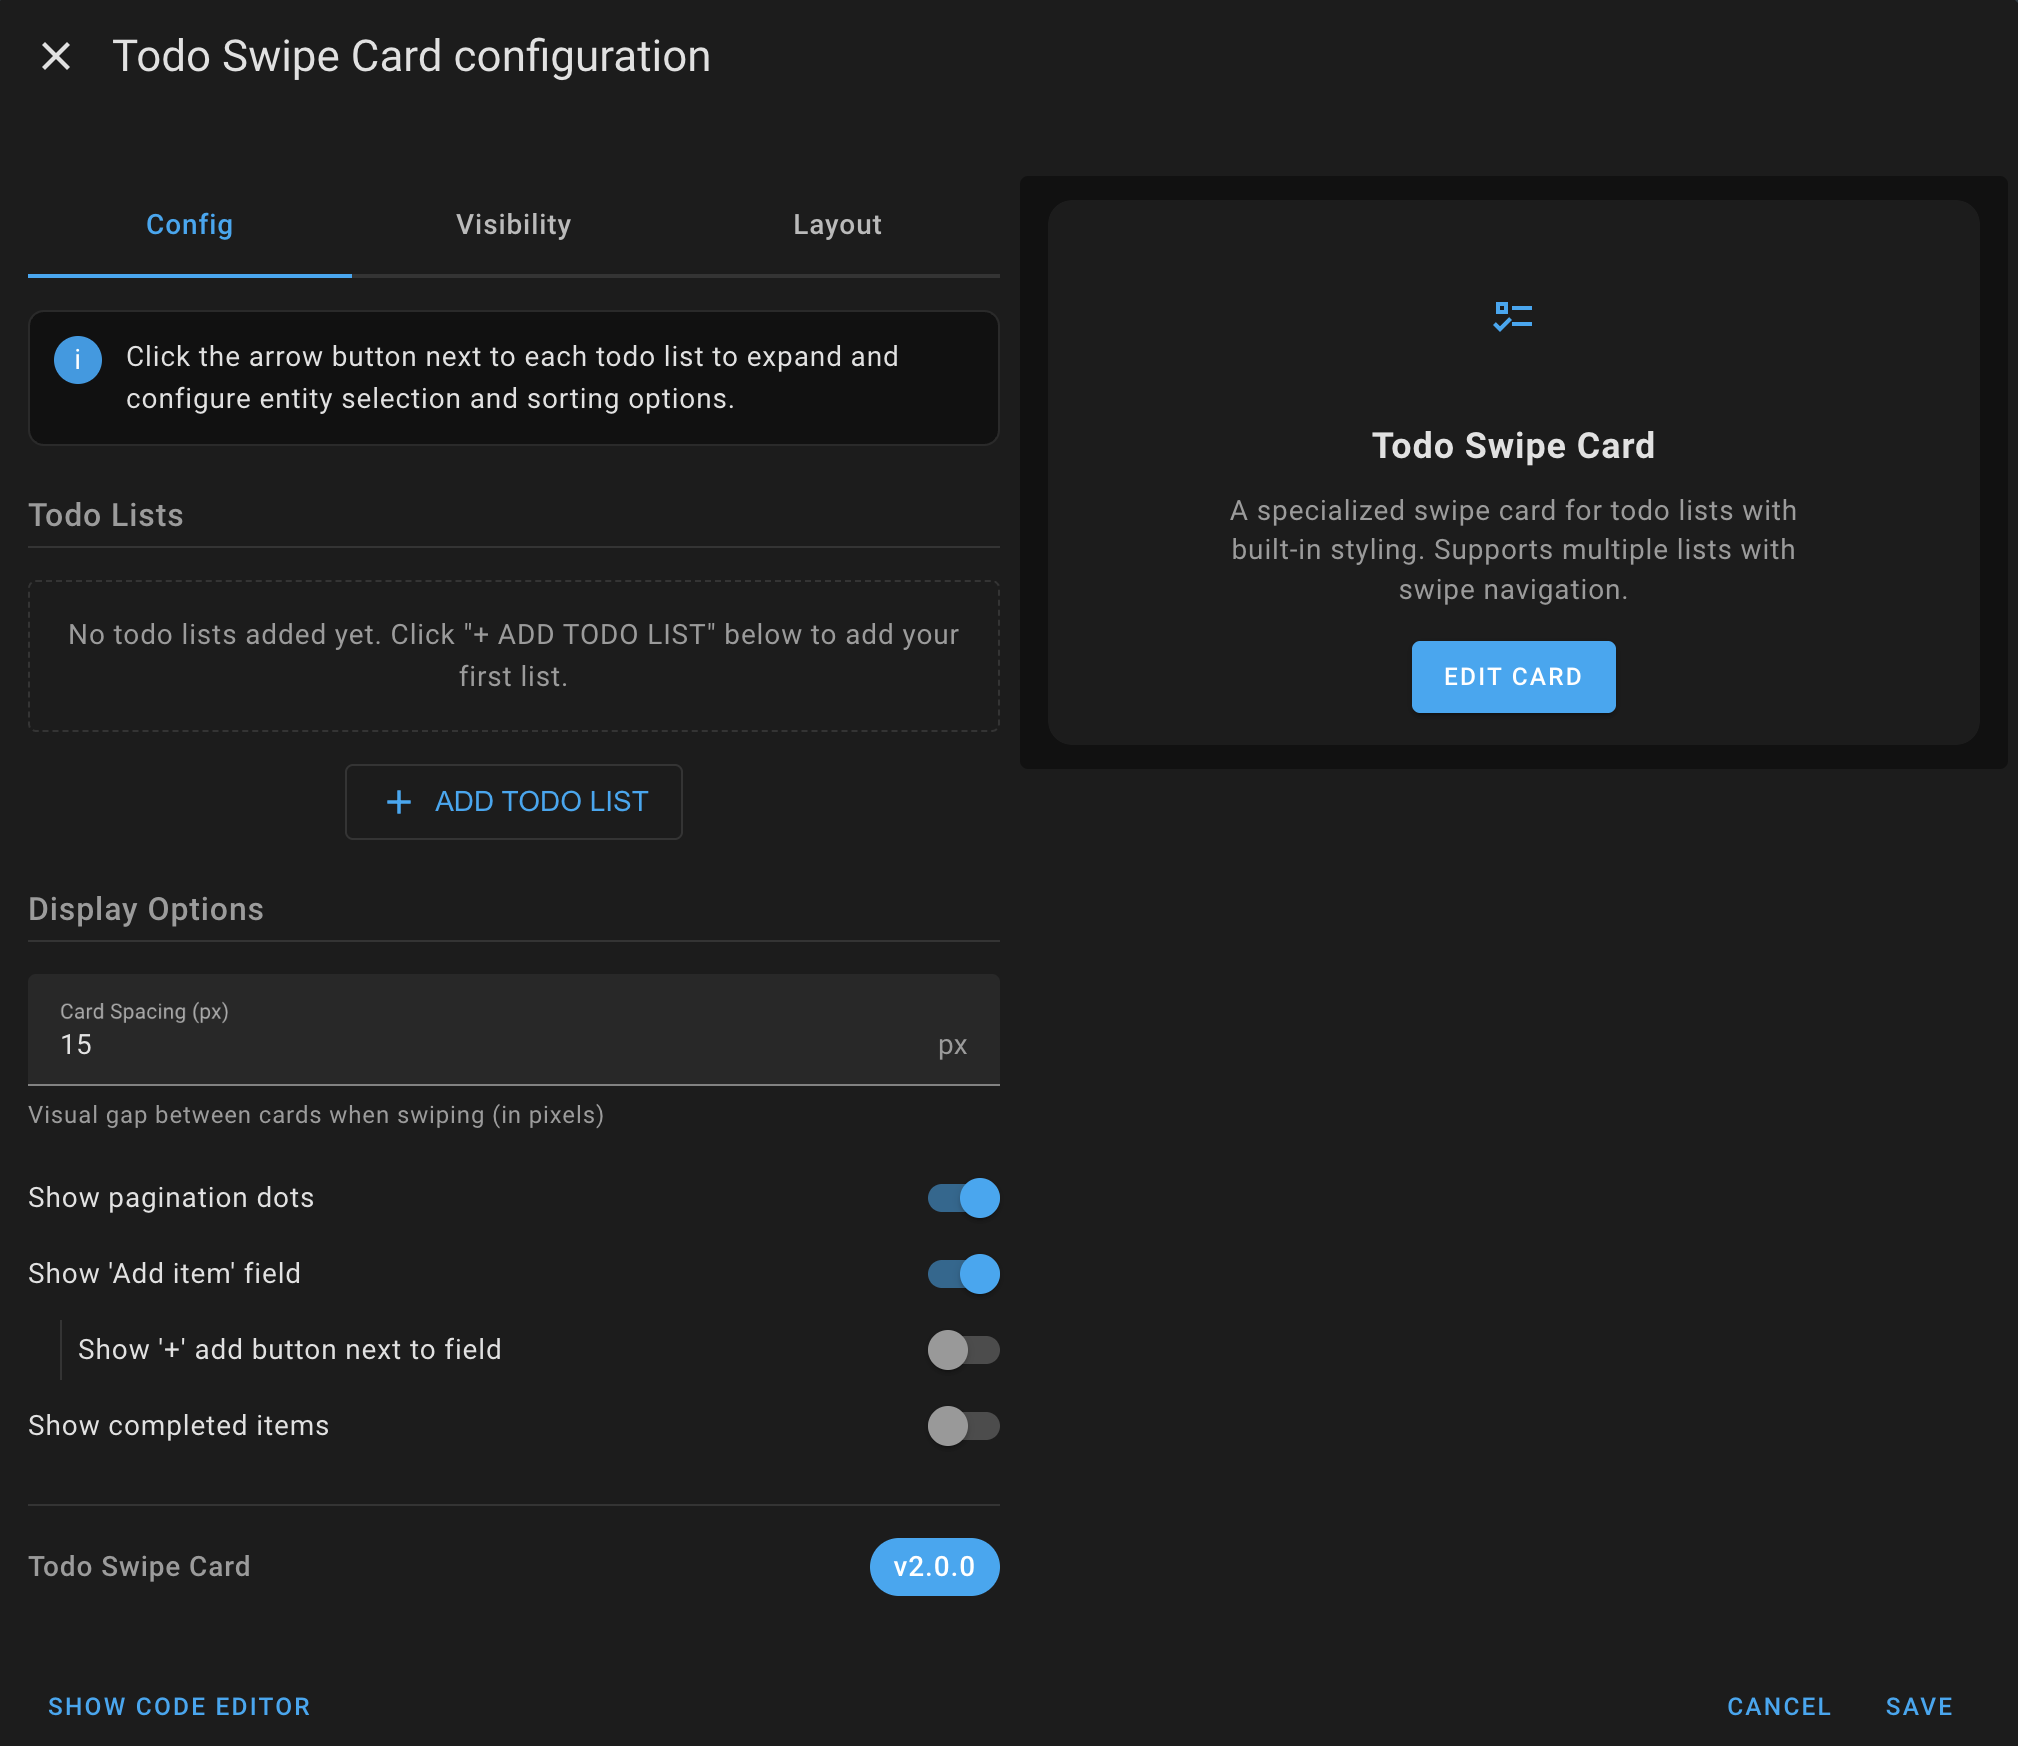 Todo Swipe Card configuration
Config
Visibility
Layout
i
Click the arrow button next to each todo list to expand and
configure entity selection and sorting options.
Todo Lists
No todo lists added yet. Click "+ ADD TODO LIST" below to add your
first list.
+ ADD TODO LIST
Display Options
Card Spacing (px)
15
px
Visual gap between cards when swiping (in pixels)
Show pagination dots
Show 'Add item' field
Show '+' add button next to field
Show completed items
Todo Swipe Card
v2.0.0
Todo Swipe Card
A specialized swipe card for todo lists with
built-in styling. Supports multiple lists with
swipe navigation.
EDIT CARD
SHOW CODE EDITOR
CANCEL
SAVE